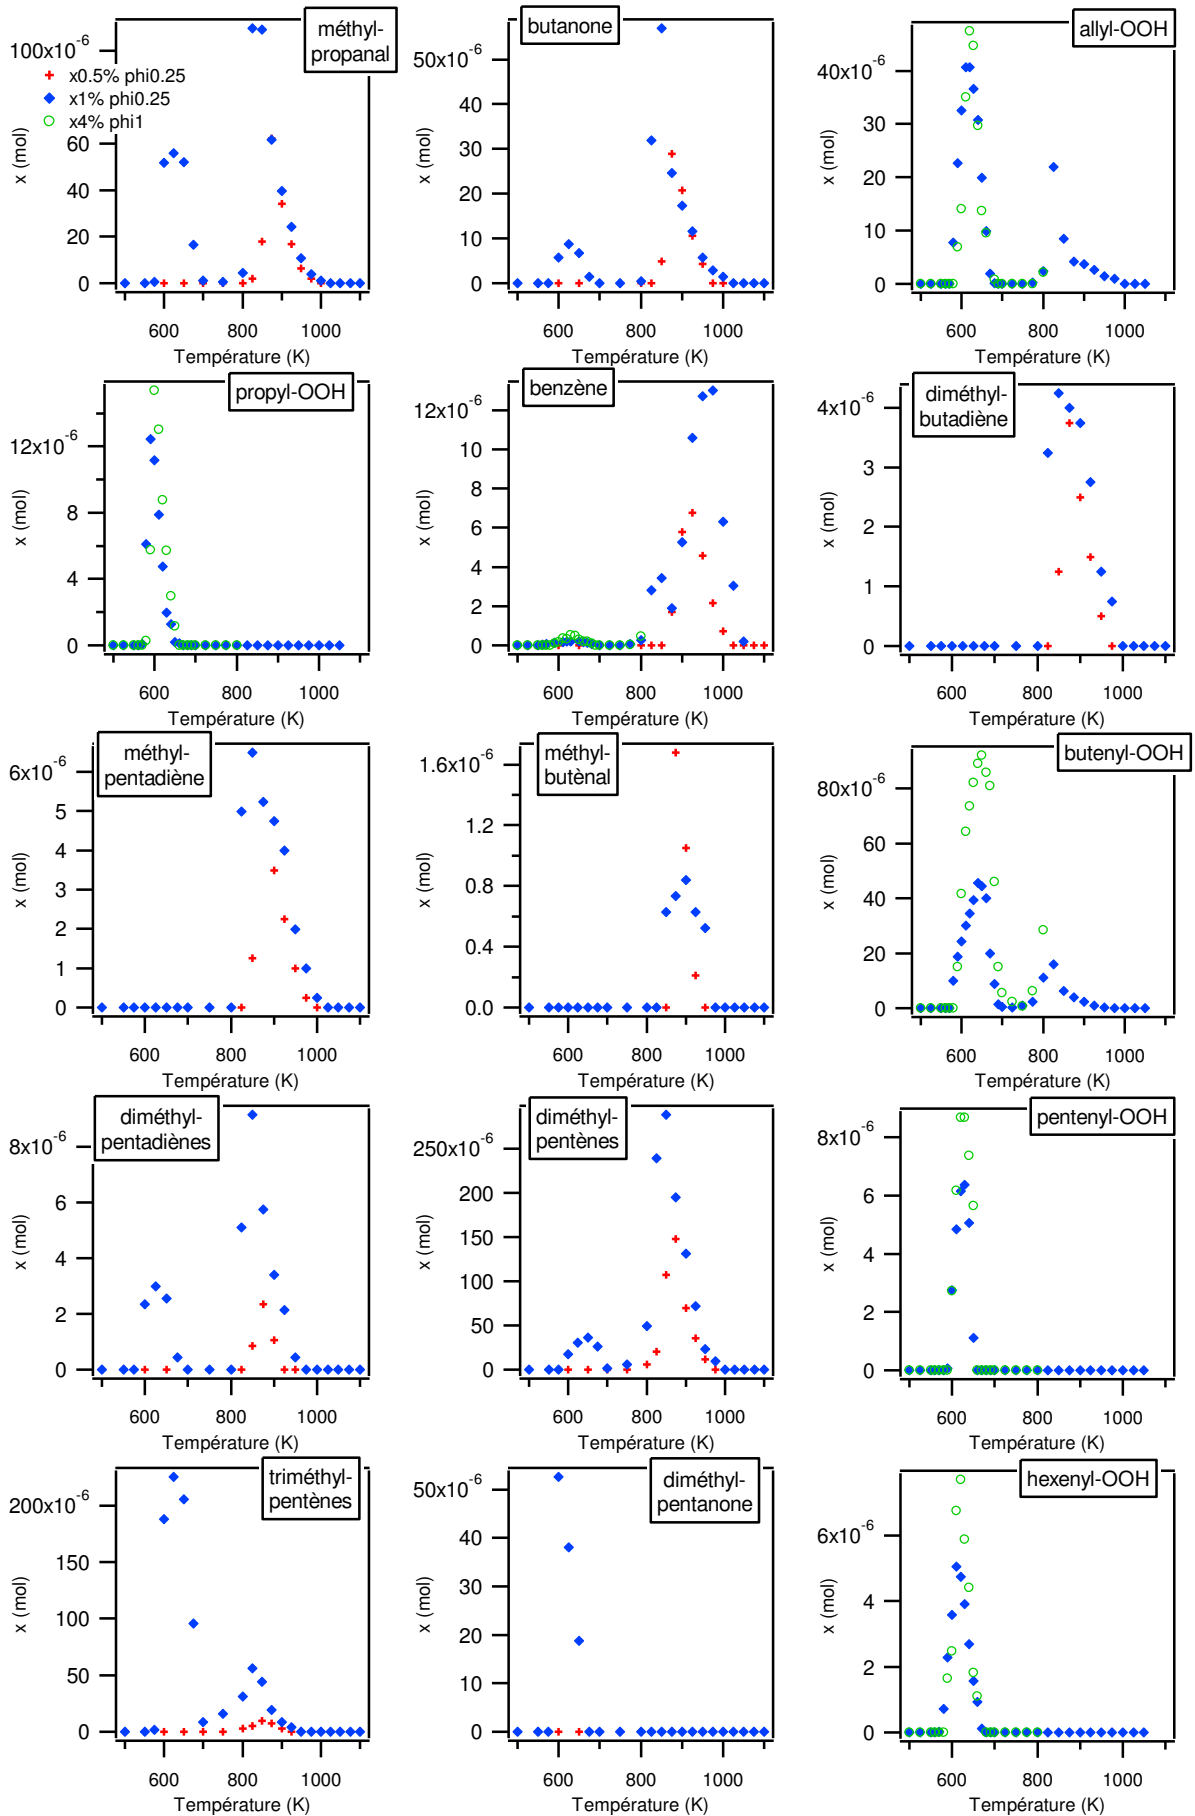 méthyl-
propanal
100x10-6
x0.5% phi0.25
x1% phi0.25
x4% phi1
60
40
20
0
x (mol)
600 800 1000
Température (K)
butanone
50x10-6
40
30
20
10
0
x (mol)
600 800 1000
Température (K)
allyl-OOH
40x10-6
30
20
10
0
x (mol)
600 800 1000
Température (K)
propyl-OOH
12x10-6
8
4
0
x (mol)
600 800 1000
Température (K)
benzène
12x10-6
10
8
6
4
2
0
x (mol)
600 800 1000
Température (K)
diméthyl-
butadiène
4x10-6
3
2
1
0
x (mol)
600 800 1000
Température (K)
méthyl-
pentadiène
6x10-6
5
4
3
2
1
0
x (mol)
600 800 1000
Température (K)
méthyl-
butènal
1.6x10-6
1.2
0.8
0.4
0.0
x (mol)
600 800 1000
Température (K)
butenyl-OOH
80x10-6
60
40
20
0
x (mol)
600 800 1000
Température (K)
diméthyl-
pentadiènes
8x10-6
6
4
2
0
x (mol)
600 800 1000
Température (K)
diméthyl-
pentènes
250x10-6
200
150
100
50
0
x (mol)
600 800 1000
Température (K)
pentenyl-OOH
8x10-6
6
4
2
0
x (mol)
600 800 1000
Température (K)
triméthyl-
pentènes
200x10-6
150
100
50
0
x (mol)
600 800 1000
Température (K)
diméthyl-
pentanone
50x10-6
40
30
20
10
0
x (mol)
600 800 1000
Température (K)
hexenyl-OOH
6x10-6
4
2
0
x (mol)
600 800 1000
Température (K)